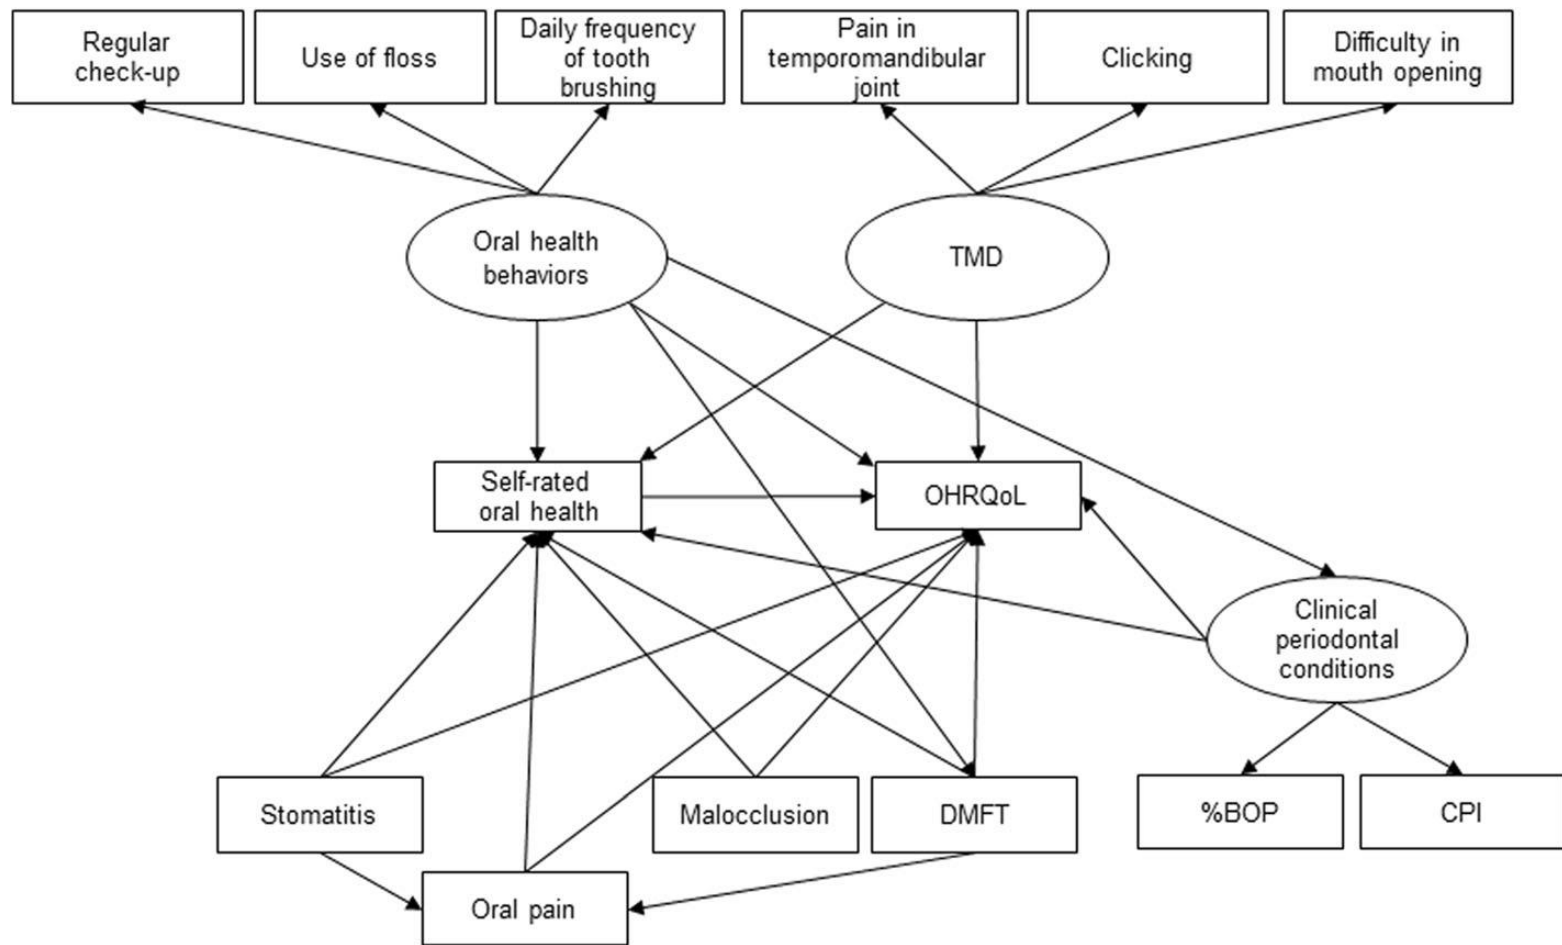 Regular
check-up
Use of floss
Daily frequency
of tooth
brushing
Pain in
temporomandibular
joint
Clicking
Difficulty in
mouth opening
Oral health
behaviors
TMD
Self-rated
oral health
OHRQoL
Clinical
periodontal
conditions
Stomatitis
Malocclusion
DMFT
%BOP
CPI
Oral pain